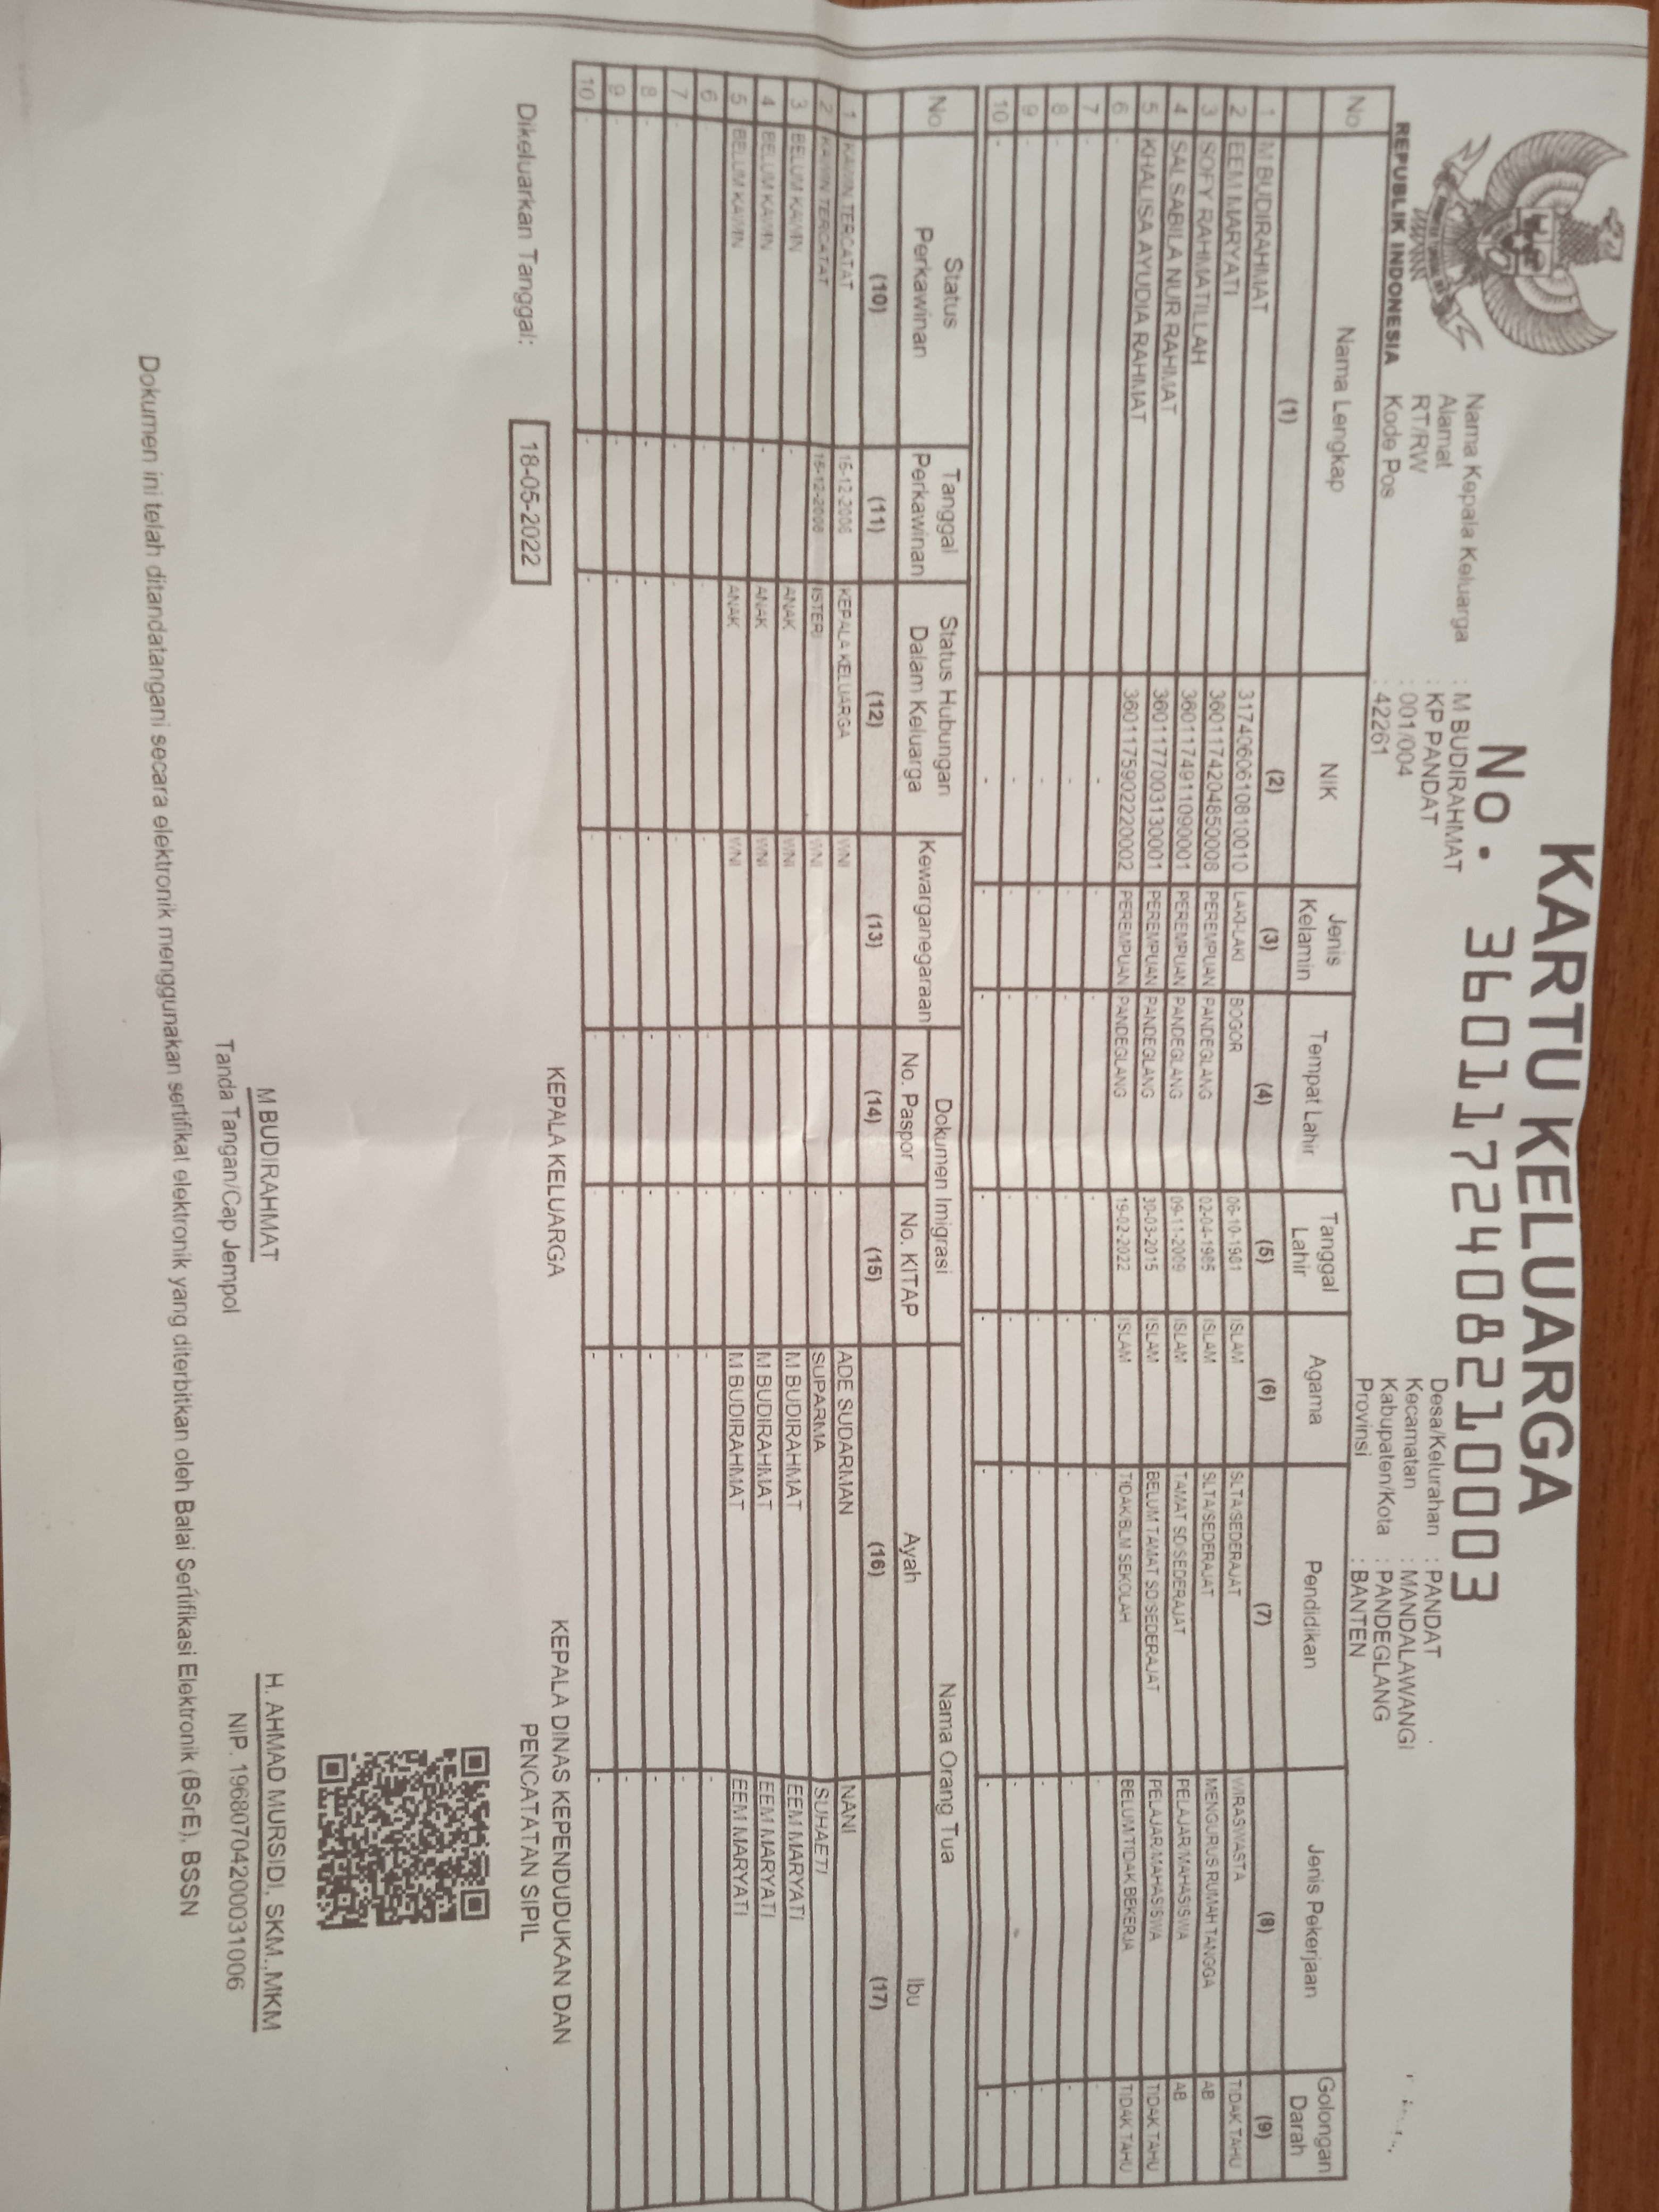 KARTU KELUARGA
No. 3601172408210003
REPUBLIK INDONESIA
Nama Kepala Keluarga : M BUDIRAHMAT
Alamat : KP PANDAT
RT/RW : 001/004
Kode Pos : 42261
Desa/Kelurahan : PANDAT
Kecamatan : MANDALAWANGI
Kabupaten/Kota : PANDEGLANG
Provinsi : BANTEN
No Nama Lengkap NIK Jenis Kelamin Tempat Lahir Tanggal Lahir Agama Pendidikan Jenis Pekerjaan Golongan Darah
(1) (2) (3) (4) (5) (6) (7) (8) (9)
1 M BUDIRAHMAT 3174060610810010 LAKI-LAKI BOGOR 06-10-1981 ISLAM SLTA/SEDERAJAT WIRASWASTA TIDAK TAHU
2 EEM MARYATI 3601174204850008 PEREMPUAN PANDEGLANG 02-04-1985 ISLAM SLTA/SEDERAJAT MENGURUS RUMAH TANGGA AB
3 SOFY RAHMATILLAH 3601174911090001 PEREMPUAN PANDEGLANG 09-11-2009 ISLAM TAMAT SD/SEDERAJAT PELAJAR/MAHASISWA AB
4 SALSABILA NUR RAHMAT 3601177003130001 PEREMPUAN PANDEGLANG 30-03-2015 ISLAM BELUM TAMAT SD/SEDERAJAT PELAJAR/MAHASISWA TIDAK TAHU
5 KHALISA AYUDIA RAHMAT 3601175902220002 PEREMPUAN PANDEGLANG 19-02-2022 ISLAM TIDAK/BLM SEKOLAH BELUM/TIDAK BEKERJA TIDAK TAHU
6 -
7 - - - - - - - - -
8 - - - - - - - - -
9 - - - - - - - - -
10 - - - - - - - - -
No Status Perkawinan Tanggal Perkawinan Status Hubungan Dalam Keluarga Kewarganegaraan Dokumen Imigrasi Nama Orang Tua
No. Paspor No. KITAP Ayah Ibu
(10) (11) (12) (13) (14) (15) (16) (17)
1 KAWIN TERCATAT 15-12-2006 KEPALA KELUARGA WNI - ADE SUDARMAN NANI
2 KAWIN TERCATAT 15-12-2006 ISTERI WNI - SUPARMA SUHAETI
3 BELUM KAWIN - ANAK WNI - M BUDIRAHMAT EEM MARYATI
4 BELUM KAWIN - ANAK WNI - M BUDIRAHMAT EEM MARYATI
5 BELUM KAWIN - ANAK WNI - M BUDIRAHMAT EEM MARYATI
6 - - - - - - - -
7 - - - - - - - -
8 - - - - - - - -
9 - - - - - - - -
10 - - - - - - - -
Dikeluarkan Tanggal: 18-05-2022
KEPALA KELUARGA
KEPALA DINAS KEPENDUDUKAN DAN
PENCATATAN SIPIL
M BUDIRAHMAT
Tanda Tangan/Cap Jempol
H. AHMAD MURSIDI, SKM.,MKM
NIP. 196807042000031006
Dokumen ini telah ditandatangani secara elektronik menggunakan sertifikat elektronik yang diterbitkan oleh Balai Sertifikasi Elektronik (BSrE), BSSN